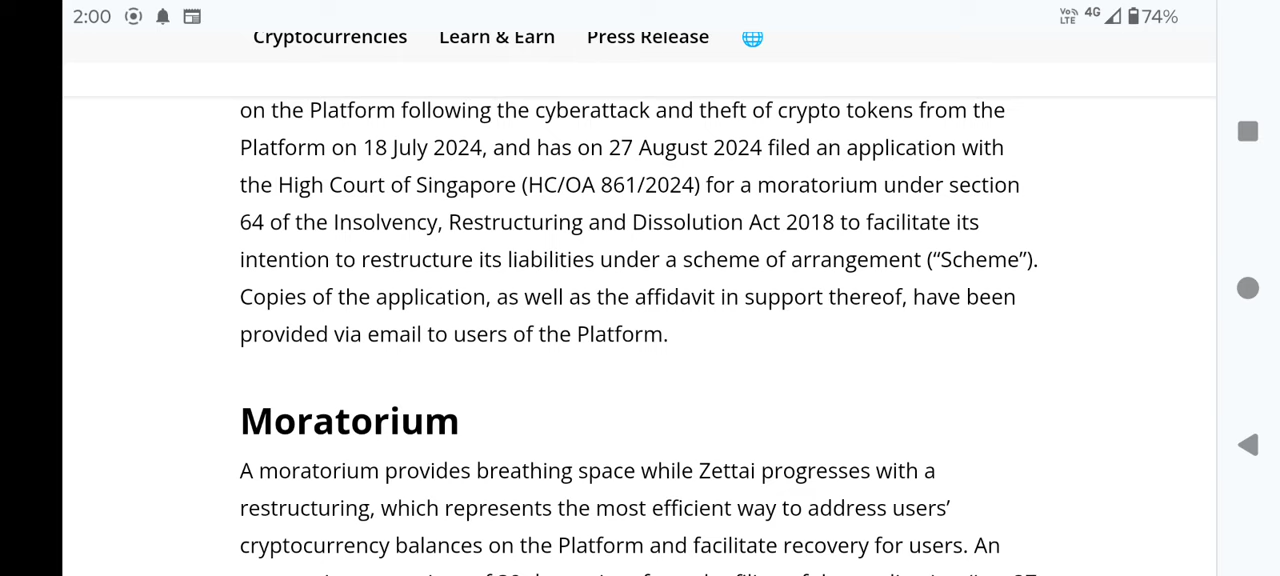 2:00
Vo)) LTE 4G 74%
Cryptocurrencies Learn & Earn Press Release
on the Platform following the cyberattack and theft of crypto tokens from the
Platform on 18 July 2024, and has on 27 August 2024 filed an application with
the High Court of Singapore (HC/OA 861/2024) for a moratorium under section
64 of the Insolvency, Restructuring and Dissolution Act 2018 to facilitate its
intention to restructure its liabilities under a scheme of arrangement (“Scheme”).
Copies of the application, as well as the affidavit in support thereof, have been
provided via email to users of the Platform.
Moratorium
A moratorium provides breathing space while Zettai progresses with a
restructuring, which represents the most efficient way to address users’
cryptocurrency balances on the Platform and facilitate recovery for users. An